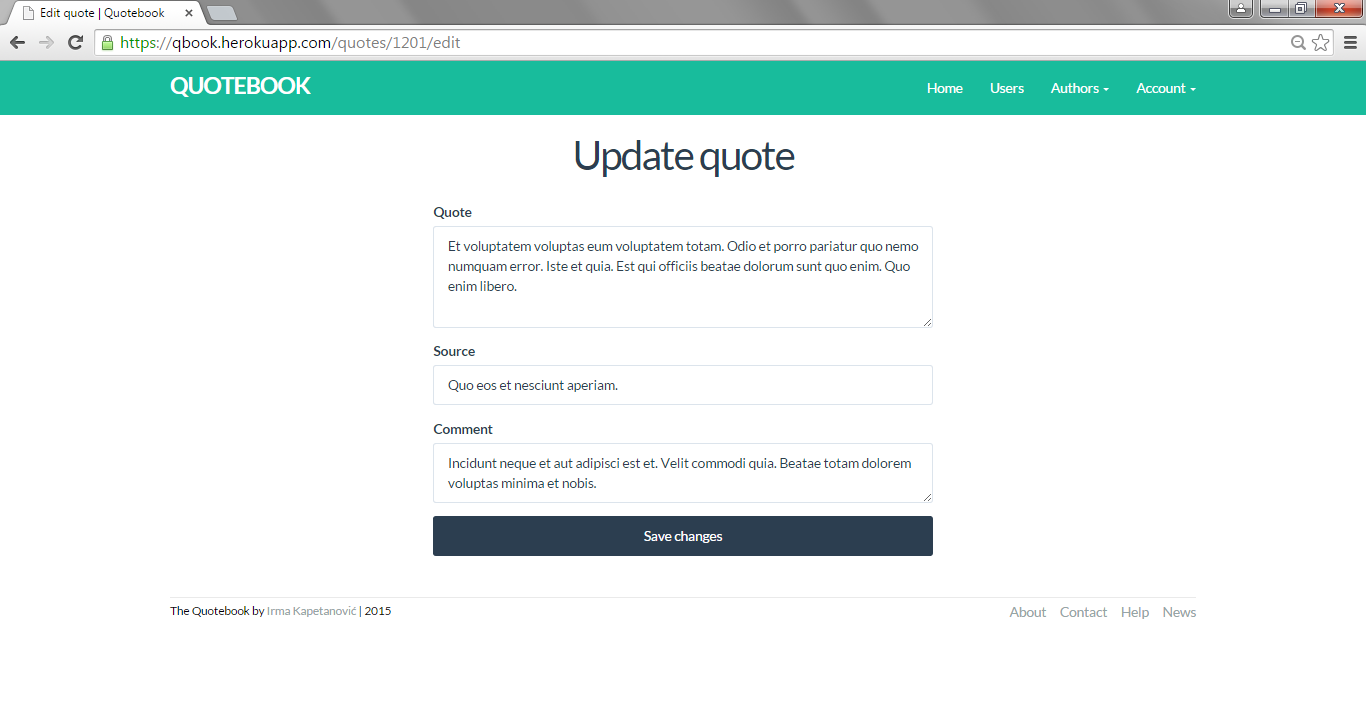 Edit quote | Quotebook
https://qbook.herokuapp.com/quotes/1201/edit
QUOTEBOOK
Home Users Authors Account
Update quote
Quote
Et voluptatem voluptas eum voluptatem totam. Odio et porro pariatur quo nemo
numquam error. Iste et quia. Est qui officiis beatae dolorum sunt quo enim. Quo
enim libero.
Source
Quo eos et nesciunt aperiam.
Comment
Incidunt neque et aut adipisci est et. Velit commodi quia. Beatae totam dolorem
voluptas minima et nobis.
Save changes
The Quotebook by Irma Kapetanović | 2015
About Contact Help News